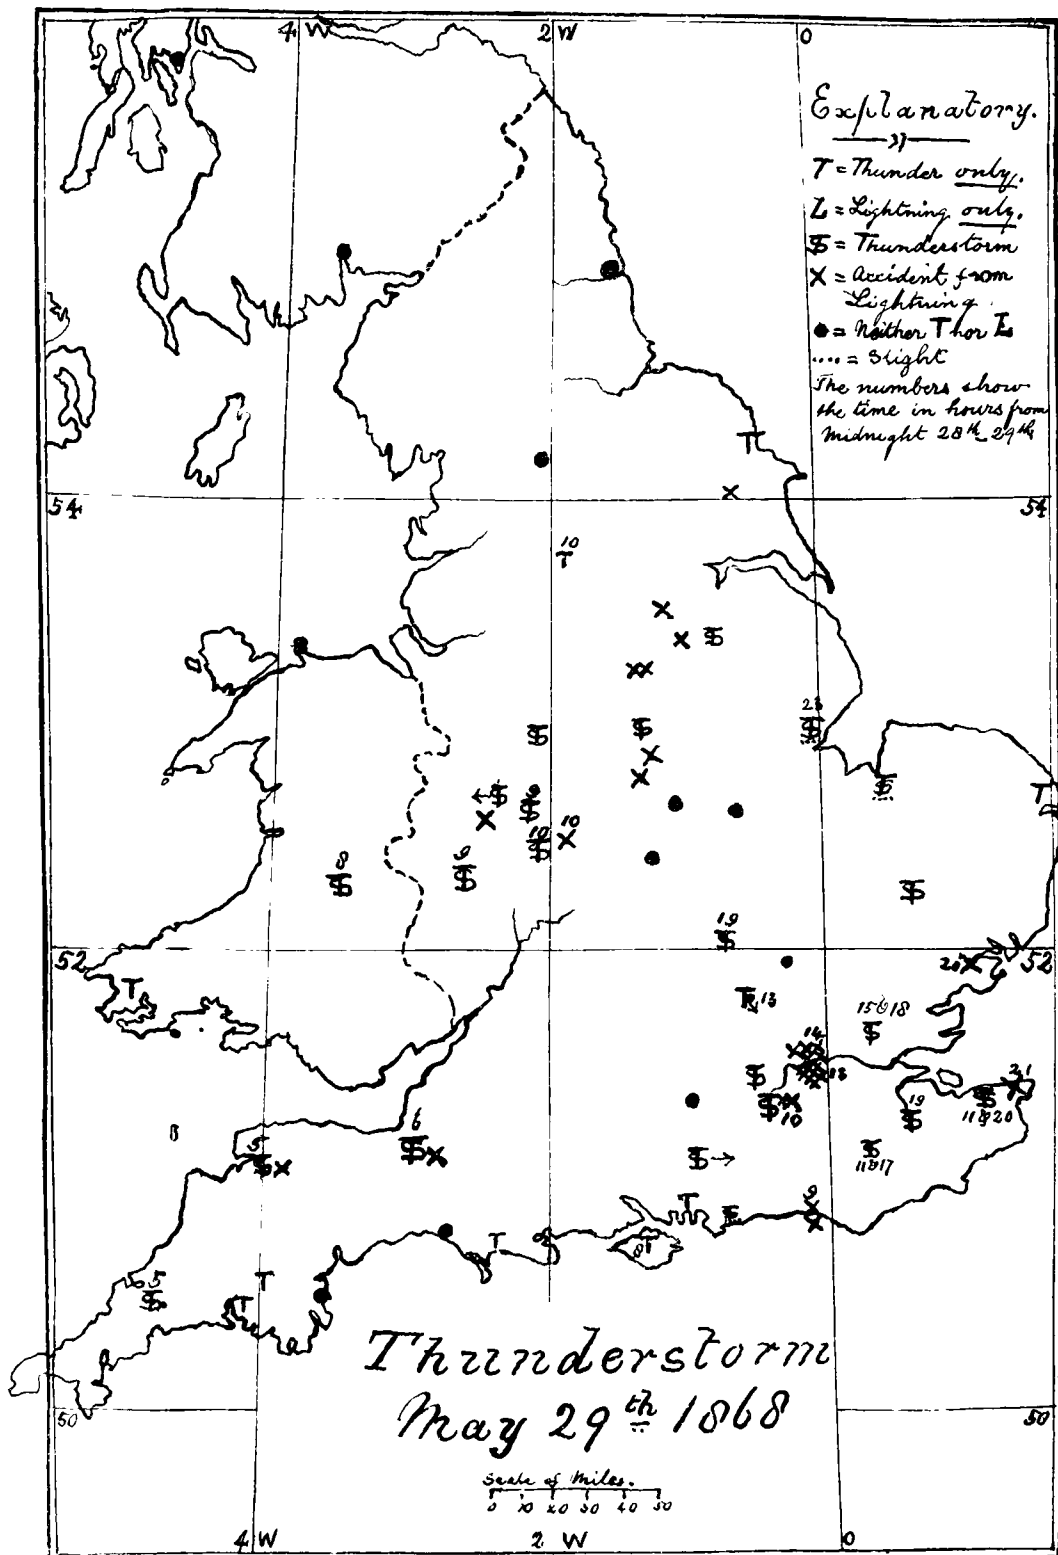 4 W 2 W 0
Explanatory.
T = Thunder only.
L = Lightning only.
= Thunderstorm
X = Accident from
Lightning.
● = Neither T nor L
.... = Slight
The numbers show
the time in hours from
Midnight 28th 29th
T
54 54
10
T
23
T
6
10 10
8 9
19
52 52
T
20
T 13
15 & 18
14
13
21
19
10
11 & 20
6
5
11 & 17
9
T
T
8 T
5
T
T
Thunderstorm
May 29th 1868
50 50
Scale of Miles.
0 10 20 30 40 50
4 W 2 W 0